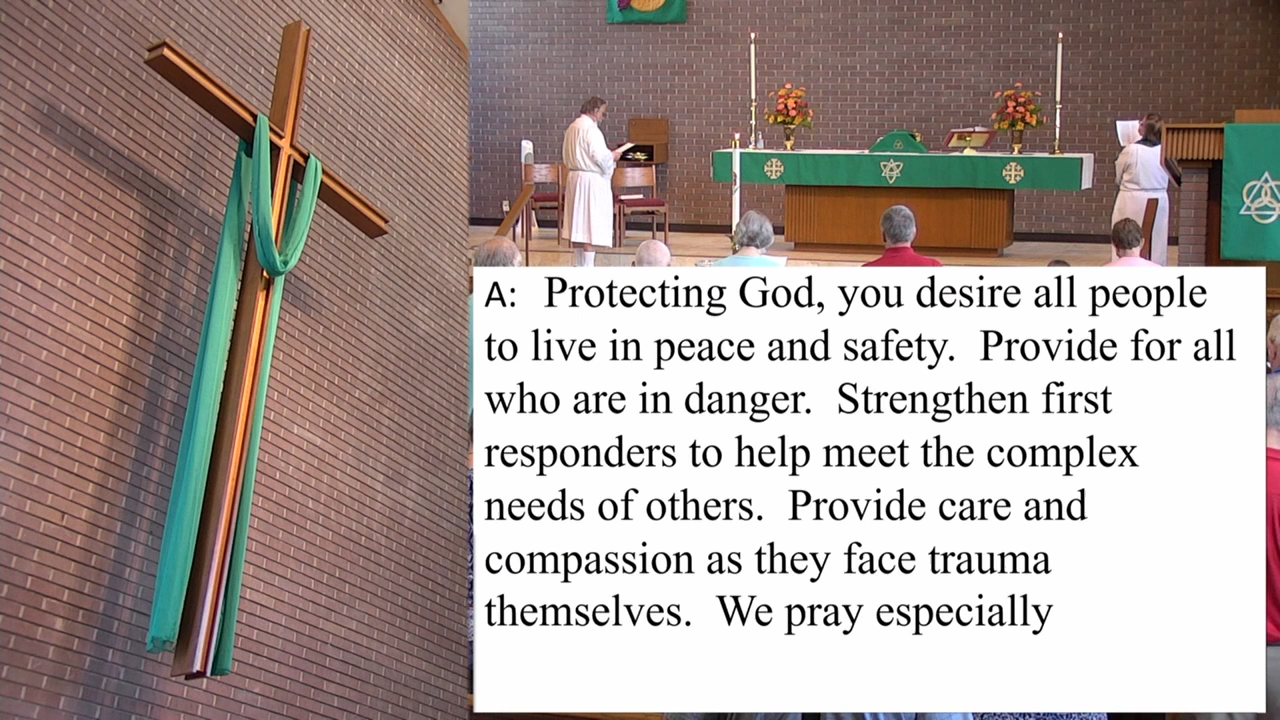 A: Protecting God, you desire all people
to live in peace and safety. Provide for all
who are in danger. Strengthen first
responders to help meet the complex
needs of others. Provide care and
compassion as they face trauma
themselves. We pray especially